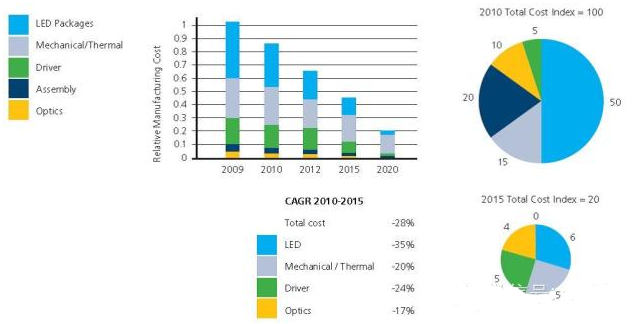 LED Packages
Mechanical/Thermal
Driver
Assembly
Optics
Relative Manufacturing Cost
1
0.9
0.8
0.7
0.6
0.5
0.4
0.3
0.2
0.1
0
2009
2010
2012
2015
2020
2010 Total Cost Index = 100
5
10
20
50
15
CAGR 2010-2015
Total cost -28%
LED -35%
Mechanical / Thermal -20%
Driver -24%
Optics -17%
2015 Total Cost Index = 20
0
4
6
5
5